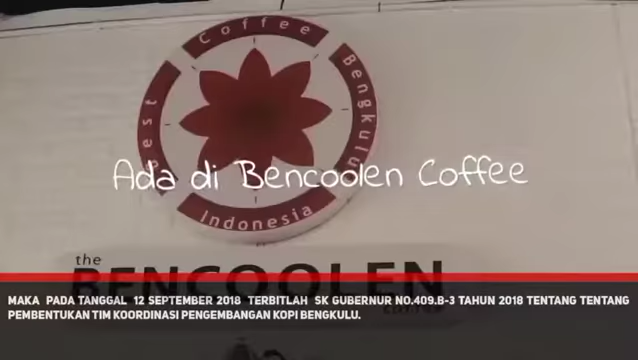 Coffee
Best
Bengkulu
Ada di Bencoolen Coffee
Indonesia
the
BENCOOLEN
MAKA PADA TANGGAL 12 SEPTEMBER 2018 TERBITLAH SK GUBERNUR NO.409.B-3 TAHUN 2018 TENTANG TENTANG
PEMBENTUKAN TIM KOORDINASI PENGEMBANGAN KOPI BENGKULU.